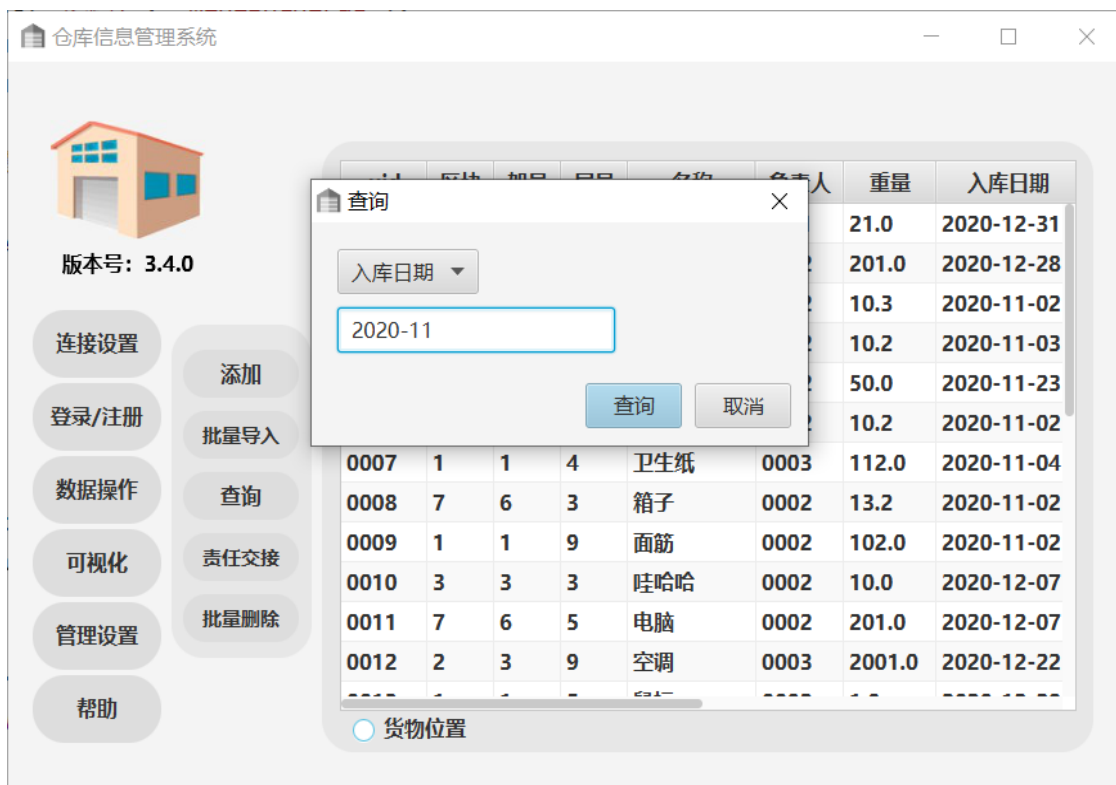 仓库信息管理系统
版本号：3.4.0
连接设置
登录/注册
数据操作
可视化
管理设置
帮助
添加
批量导入
查询
责任交接
批量删除
查询
入库日期
2020-11
查询 取消
名称 负责人 重量 入库日期
21.0 2020-12-31
201.0 2020-12-28
10.3 2020-11-02
10.2 2020-11-03
50.0 2020-11-23
10.2 2020-11-02
0007 1 1 4 卫生纸 0003 112.0 2020-11-04
0008 7 6 3 箱子 0002 13.2 2020-11-02
0009 1 1 9 面筋 0002 102.0 2020-11-02
0010 3 3 3 哇哈哈 0002 10.0 2020-12-07
0011 7 6 5 电脑 0002 201.0 2020-12-07
0012 2 3 9 空调 0003 2001.0 2020-12-22
货物位置